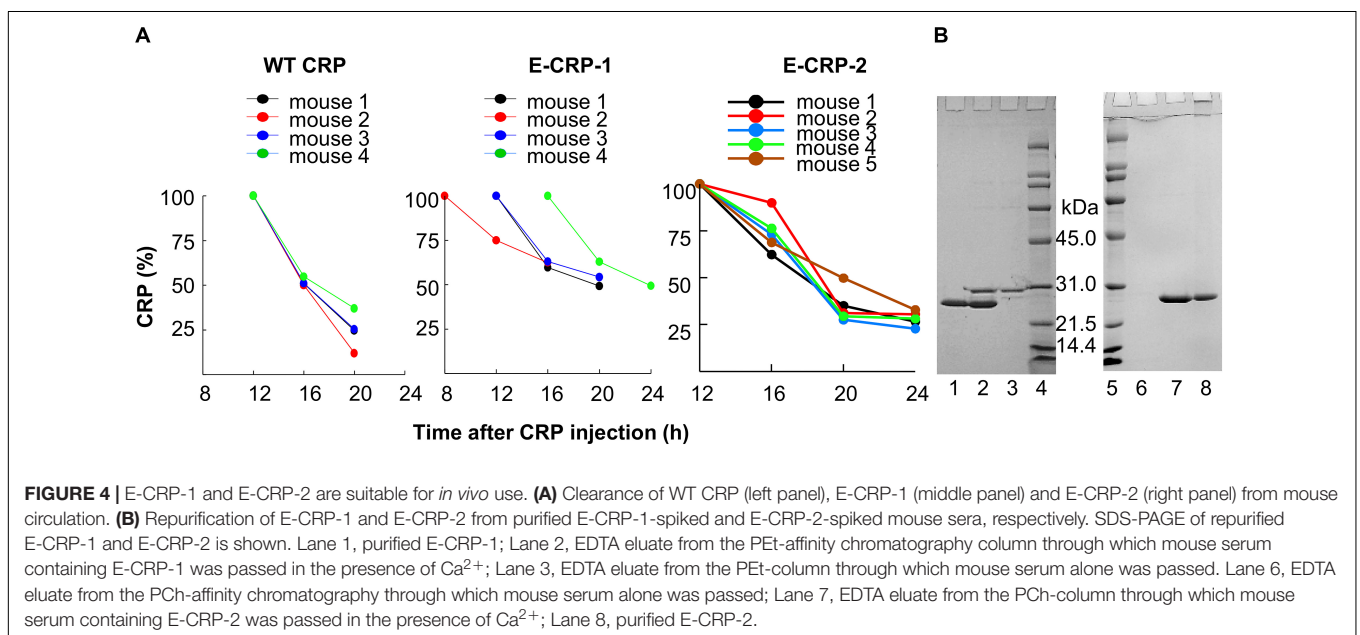 A
B
WT CRP
E-CRP-1
E-CRP-2
mouse 1
mouse 2
mouse 3
mouse 4
mouse 1
mouse 2
mouse 3
mouse 4
mouse 1
mouse 2
mouse 3
mouse 4
mouse 5
CRP (%)
100
75
50
25
8 12 16 20 24
100
75
50
25
8 12 16 20 24
100
75
50
25
12 16 20 24
Time after CRP injection (h)
kDa
45.0
31.0
21.5
14.4
1 2 3 4
5 6 7 8
FIGURE 4 | E-CRP-1 and E-CRP-2 are suitable for in vivo use. (A) Clearance of WT CRP (left panel), E-CRP-1 (middle panel) and E-CRP-2 (right panel) from mouse
circulation. (B) Repurification of E-CRP-1 and E-CRP-2 from purified E-CRP-1-spiked and E-CRP-2-spiked mouse sera, respectively. SDS-PAGE of repurified
E-CRP-1 and E-CRP-2 is shown. Lane 1, purified E-CRP-1; Lane 2, EDTA eluate from the PEt-affinity chromatography column through which mouse serum
containing E-CRP-1 was passed in the presence of Ca2+; Lane 3, EDTA eluate from the PEt-column through which mouse serum alone was passed. Lane 6, EDTA
eluate from the PCh-affinity chromatography through which mouse serum alone was passed; Lane 7, EDTA eluate from the PCh-column through which mouse
serum containing E-CRP-2 was passed in the presence of Ca2+; Lane 8, purified E-CRP-2.